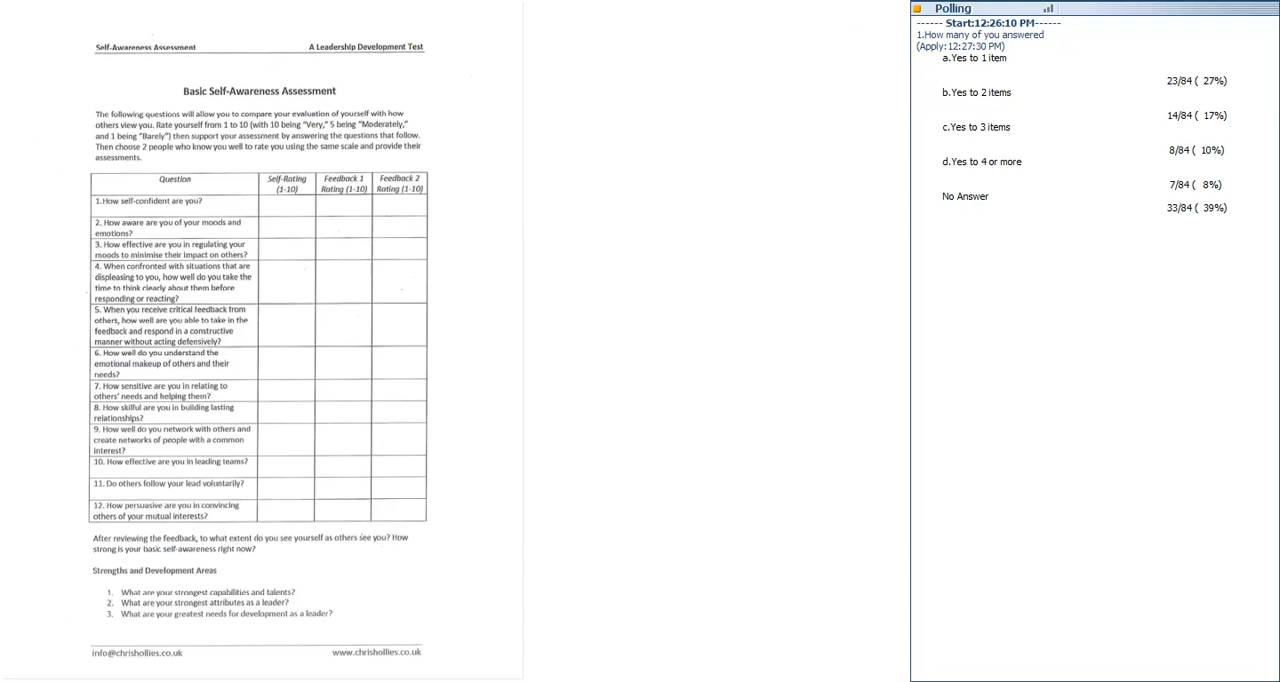 Self-Awareness Assessment A Leadership Development Test
Basic Self-Awareness Assessment
The following questions will allow you to compare your evaluation of yourself with how
others view you. Rate yourself from 1 to 10 (with 10 being "Very," 5 being "Moderately,"
and 1 being "Barely") then support your assessment by answering the questions that follow.
Then choose 2 people who know you well to rate you using the same scale and provide their
assessments.
Question Self-Rating Feedback 1 Feedback 2
(1-10) Rating (1-10) Rating (1-10)
1.How self-confident are you?
2. How aware are you of your moods and
emotions?
3. How effective are you in regulating your
moods to minimise their impact on others?
4. When confronted with situations that are
displeasing to you, how well do you take the
time to think clearly about them before
responding or reacting?
5. When you receive critical feedback from
others, how well are you able to take in the
feedback and respond in a constructive
manner without acting defensively?
6. How well do you understand the
emotional makeup of others and their
needs?
7. How sensitive are you in relating to
others' needs and helping them?
8. How skilful are you in building lasting
relationships?
9. How well do you network with others and
create networks of people with a common
interest?
10. How effective are you in leading teams?
11. Do others follow your lead voluntarily?
12. How persuasive are you in convincing
others of your mutual interests?
After reviewing the feedback, to what extent do you see yourself as others see you? How
strong is your basic self-awareness right now?
Strengths and Development Areas
1. What are your strongest capabilities and talents?
2. What are your strongest attributes as a leader?
3. What are your greatest needs for development as a leader?
info@chrishollies.co.uk www.chrishollies.co.uk
Polling
------ Start:12:26:10 PM------
1.How many of you answered
(Apply:12:27:30 PM)
a.Yes to 1 item
23/84 ( 27%)
b.Yes to 2 items
14/84 ( 17%)
c.Yes to 3 items
8/84 ( 10%)
d.Yes to 4 or more
7/84 ( 8%)
No Answer
33/84 ( 39%)